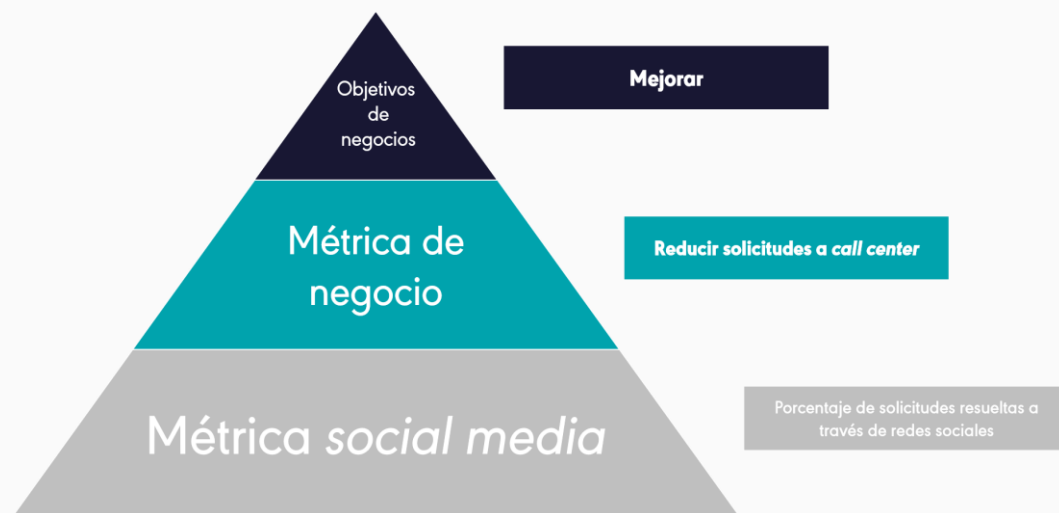 Objetivos
de
negocios
Mejorar
Métrica de
negocio
Reducir solicitudes a call center
Métrica social media
Porcentaje de solicitudes resueltas a
través de redes sociales